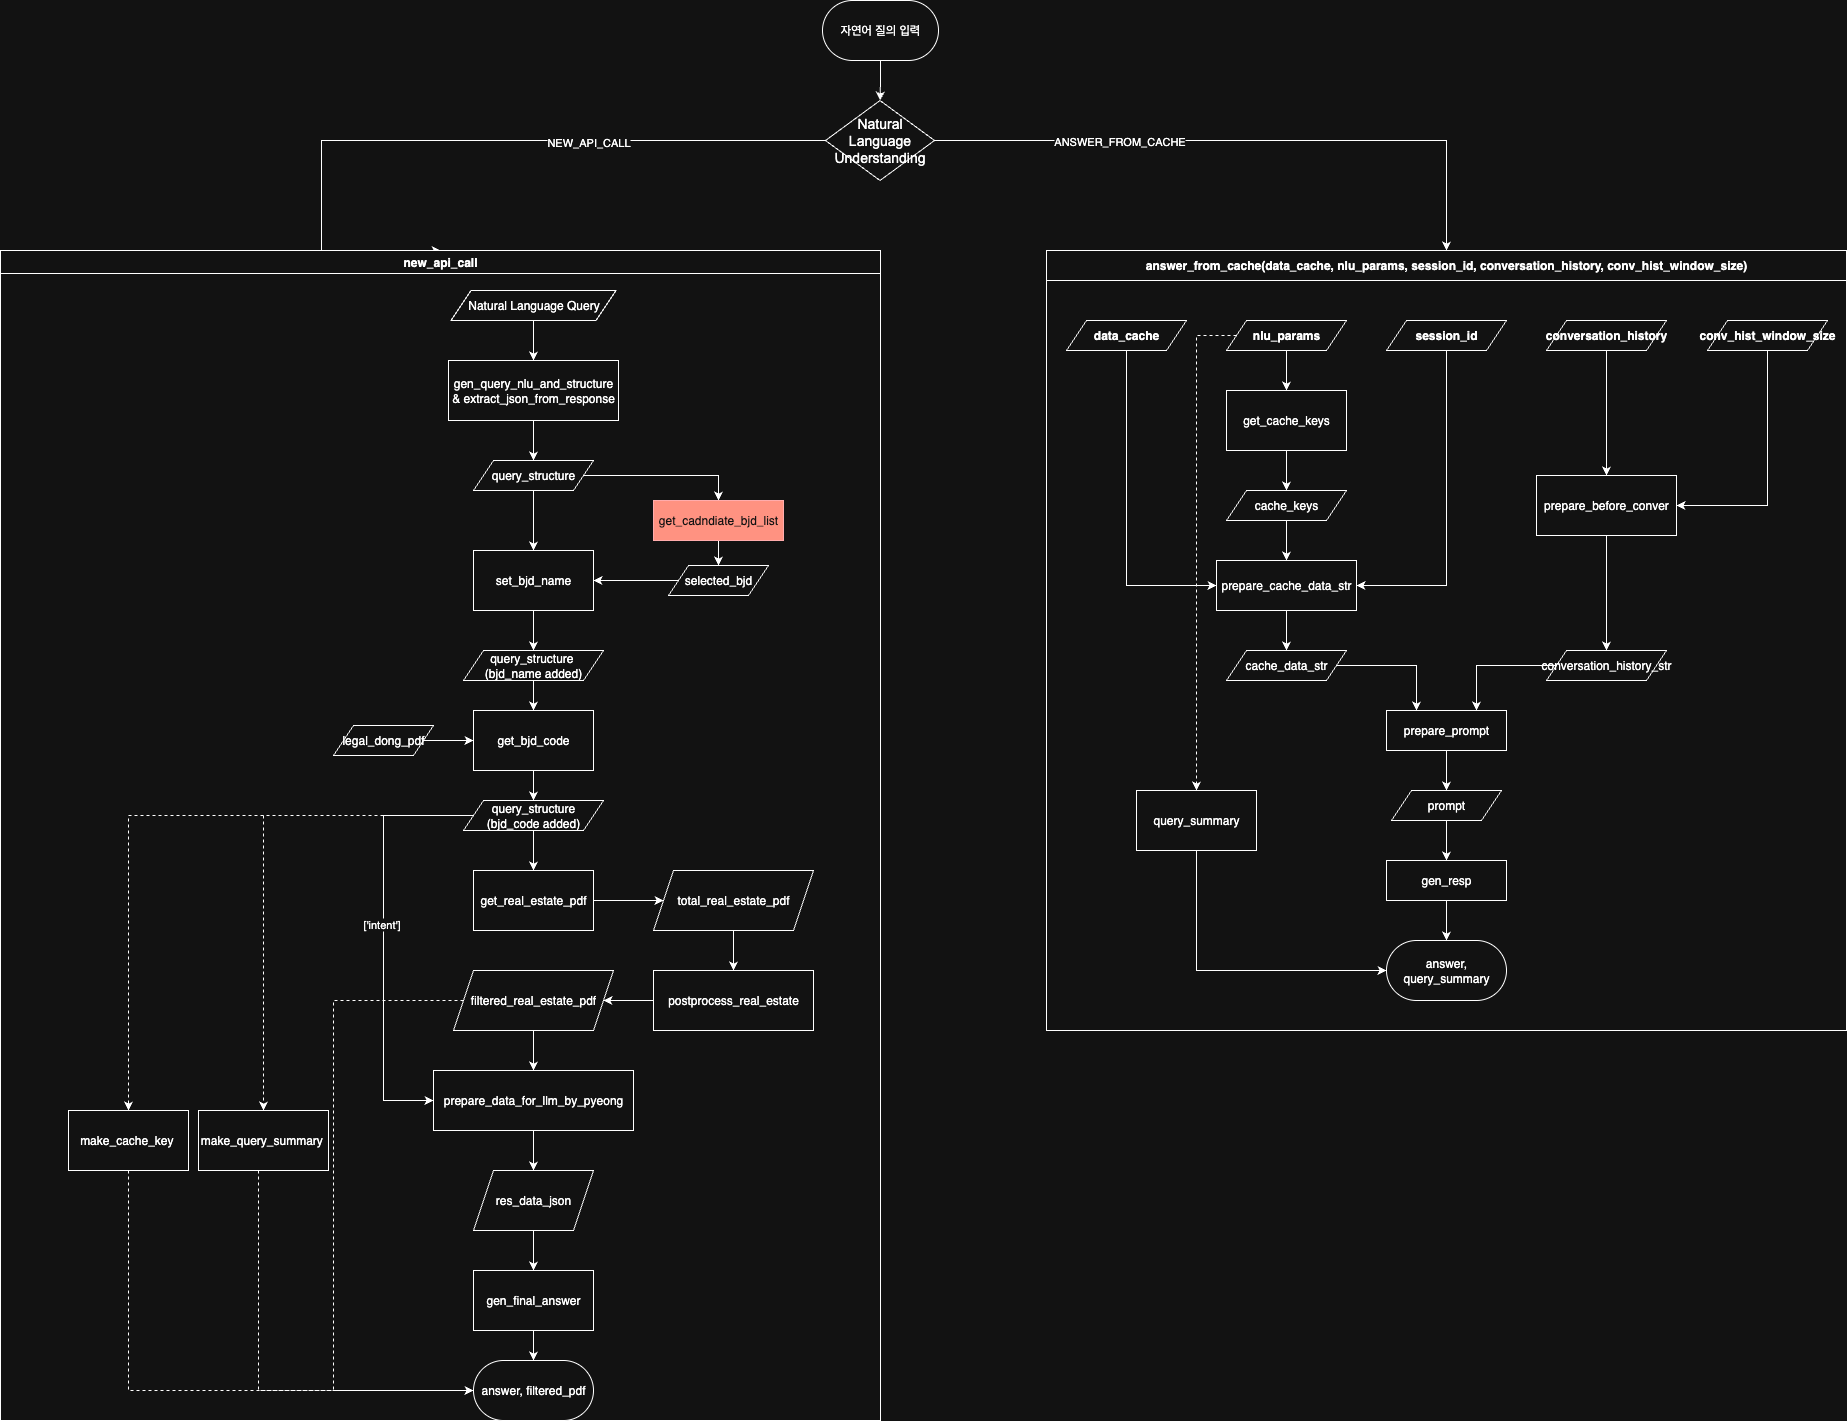 자연어 질의 입력
Natural
Language
Understanding
NEW_API_CALL
ANSWER_FROM_CACHE
new_api_call
Natural Language Query
gen_query_nlu_and_structure
& extract_json_from_response
query_structure
get_cadndiate_bjd_list
set_bjd_name
selected_bjd
query_structure
(bjd_name added)
legal_dong_pdf
get_bjd_code
query_structure
(bjd_code added)
get_real_estate_pdf
total_real_estate_pdf
['intent']
filtered_real_estate_pdf
postprocess_real_estate
prepare_data_for_llm_by_pyeong
make_cache_key
make_query_summary
res_data_json
gen_final_answer
answer, filtered_pdf
answer_from_cache(data_cache, nlu_params, session_id, conversation_history, conv_hist_window_size)
data_cache
nlu_params
session_id
conversation_history
conv_hist_window_size
get_cache_keys
cache_keys
prepare_before_conver
prepare_cache_data_str
cache_data_str
conversation_history_str
prepare_prompt
prompt
query_summary
gen_resp
answer,
query_summary